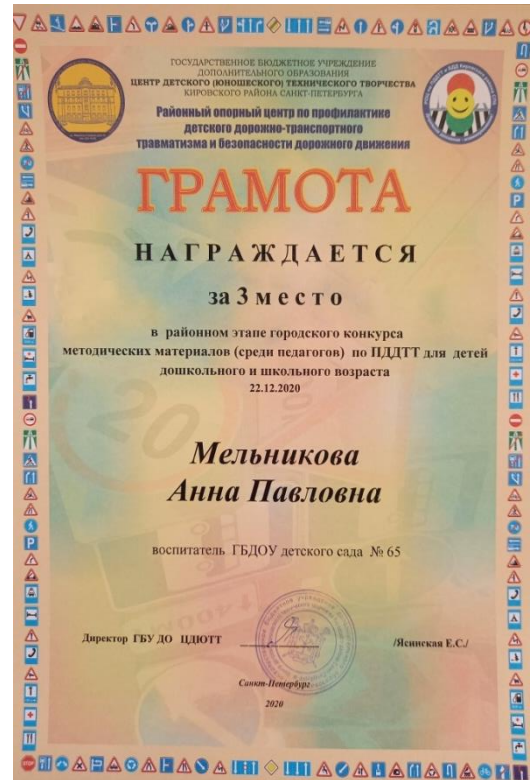 ГОСУДАРСТВЕННОЕ БЮДЖЕТНОЕ УЧРЕЖДЕНИЕ
ДОПОЛНИТЕЛЬНОГО ОБРАЗОВАНИЯ
ЦЕНТР ДЕТСКОГО (ЮНОШЕСКОГО) ТЕХНИЧЕСКОГО ТВОРЧЕСТВА
КИРОВСКОГО РАЙОНА САНКТ-ПЕТЕРБУРГА
Районный опорный центр по профилактике
детского дорожно-транспортного
травматизма и безопасности дорожного движения
ГРАМОТА
НАГРАЖДАЕТСЯ
за 3 место
в районном этапе городского конкурса
методических материалов (среди педагогов) по ПДДТТ для детей
дошкольного и школьного возраста
22.12.2020
Мельникова
Анна Павловна
воспитатель ГБДОУ детского сада № 65
Директор ГБУ ДО ЦДЮТТ
/Ясинская Е.С./
Санкт-Петербург
2020